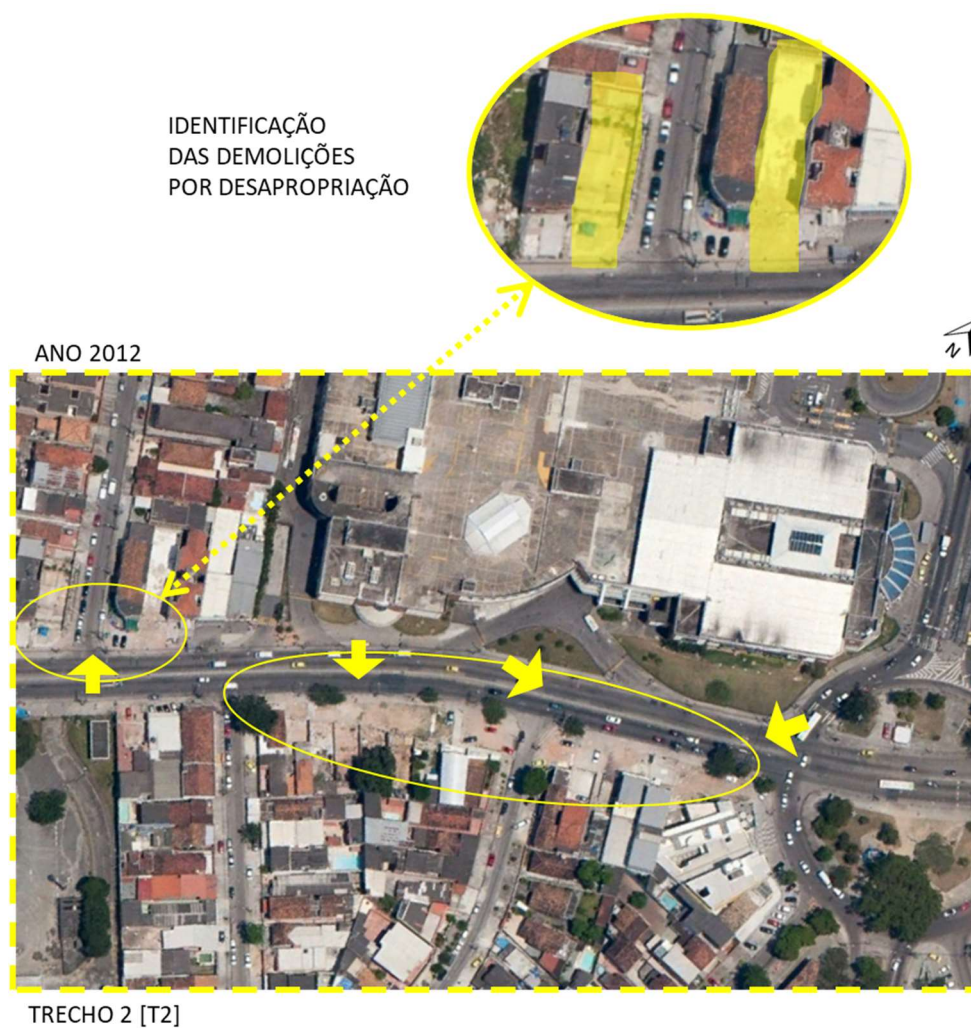 IDENTIFICAÇÃO
DAS DEMOLIÇÕES
POR DESAPROPRIAÇÃO
ANO 2012
N
TRECHO 2 [T2]